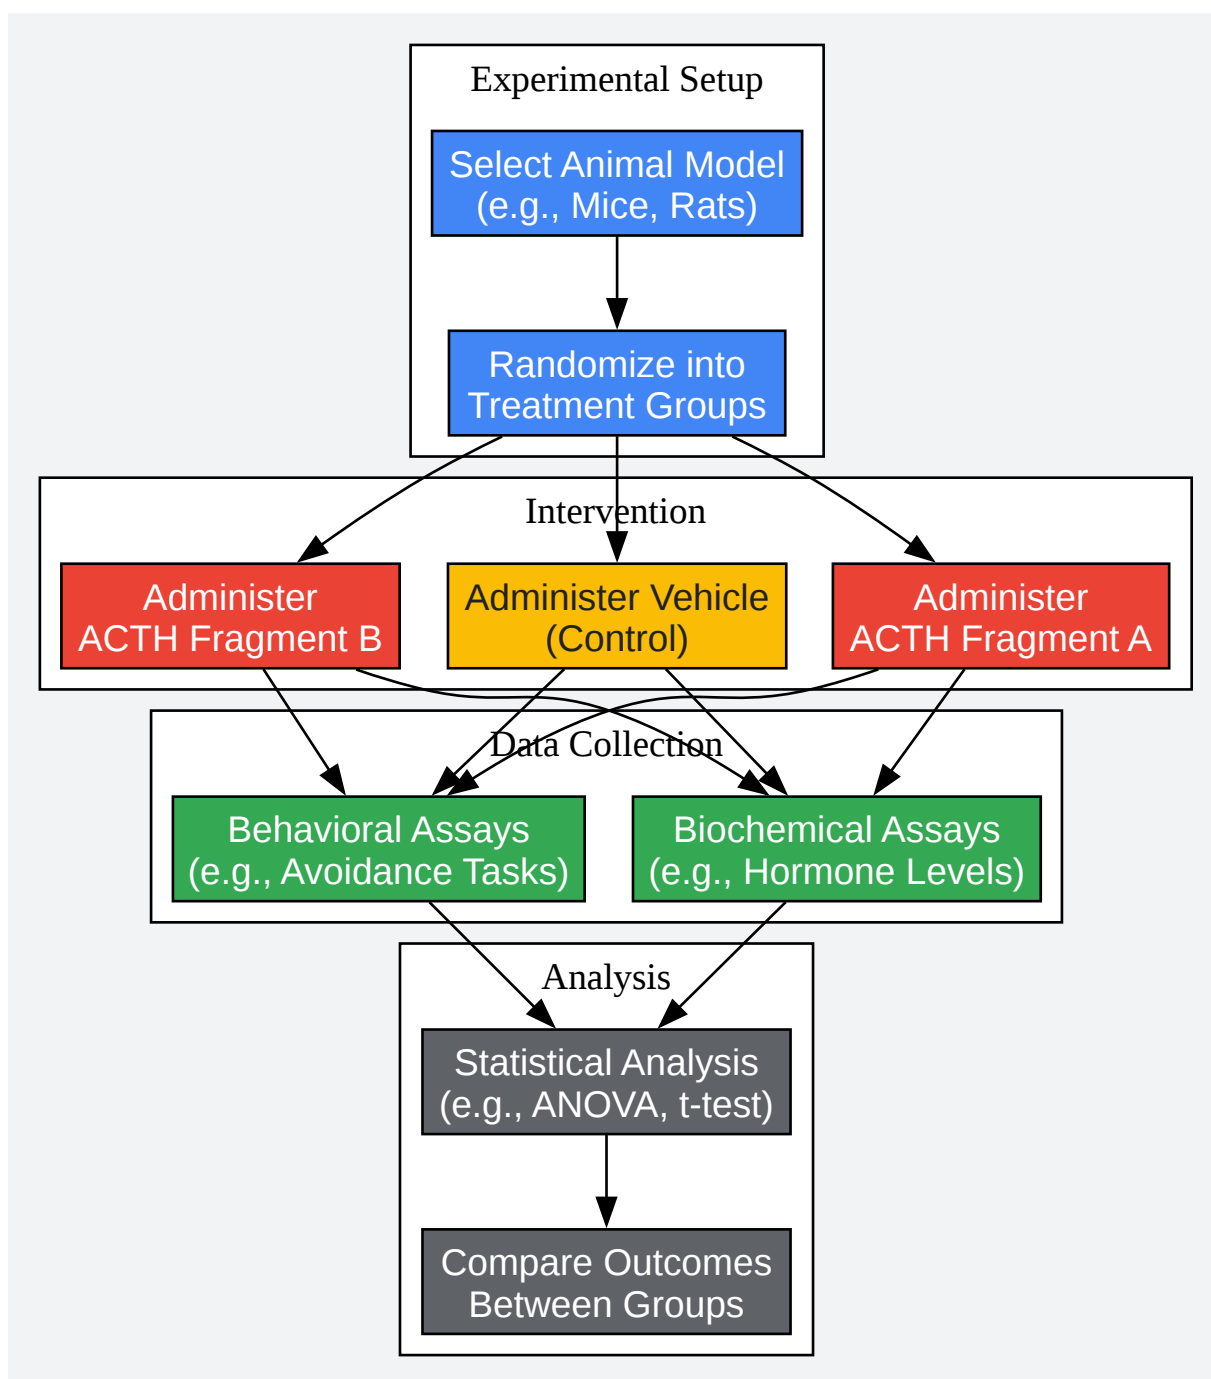 Experimental Setup
Select Animal Model
(e.g., Mice, Rats)
Randomize into
Treatment Groups
Intervention
Administer
ACTH Fragment B
Administer Vehicle
(Control)
Administer
ACTH Fragment A
Data Collection
Behavioral Assays
(e.g., Avoidance Tasks)
Biochemical Assays
(e.g., Hormone Levels)
Analysis
Statistical Analysis
(e.g., ANOVA, t-test)
Compare Outcomes
Between Groups